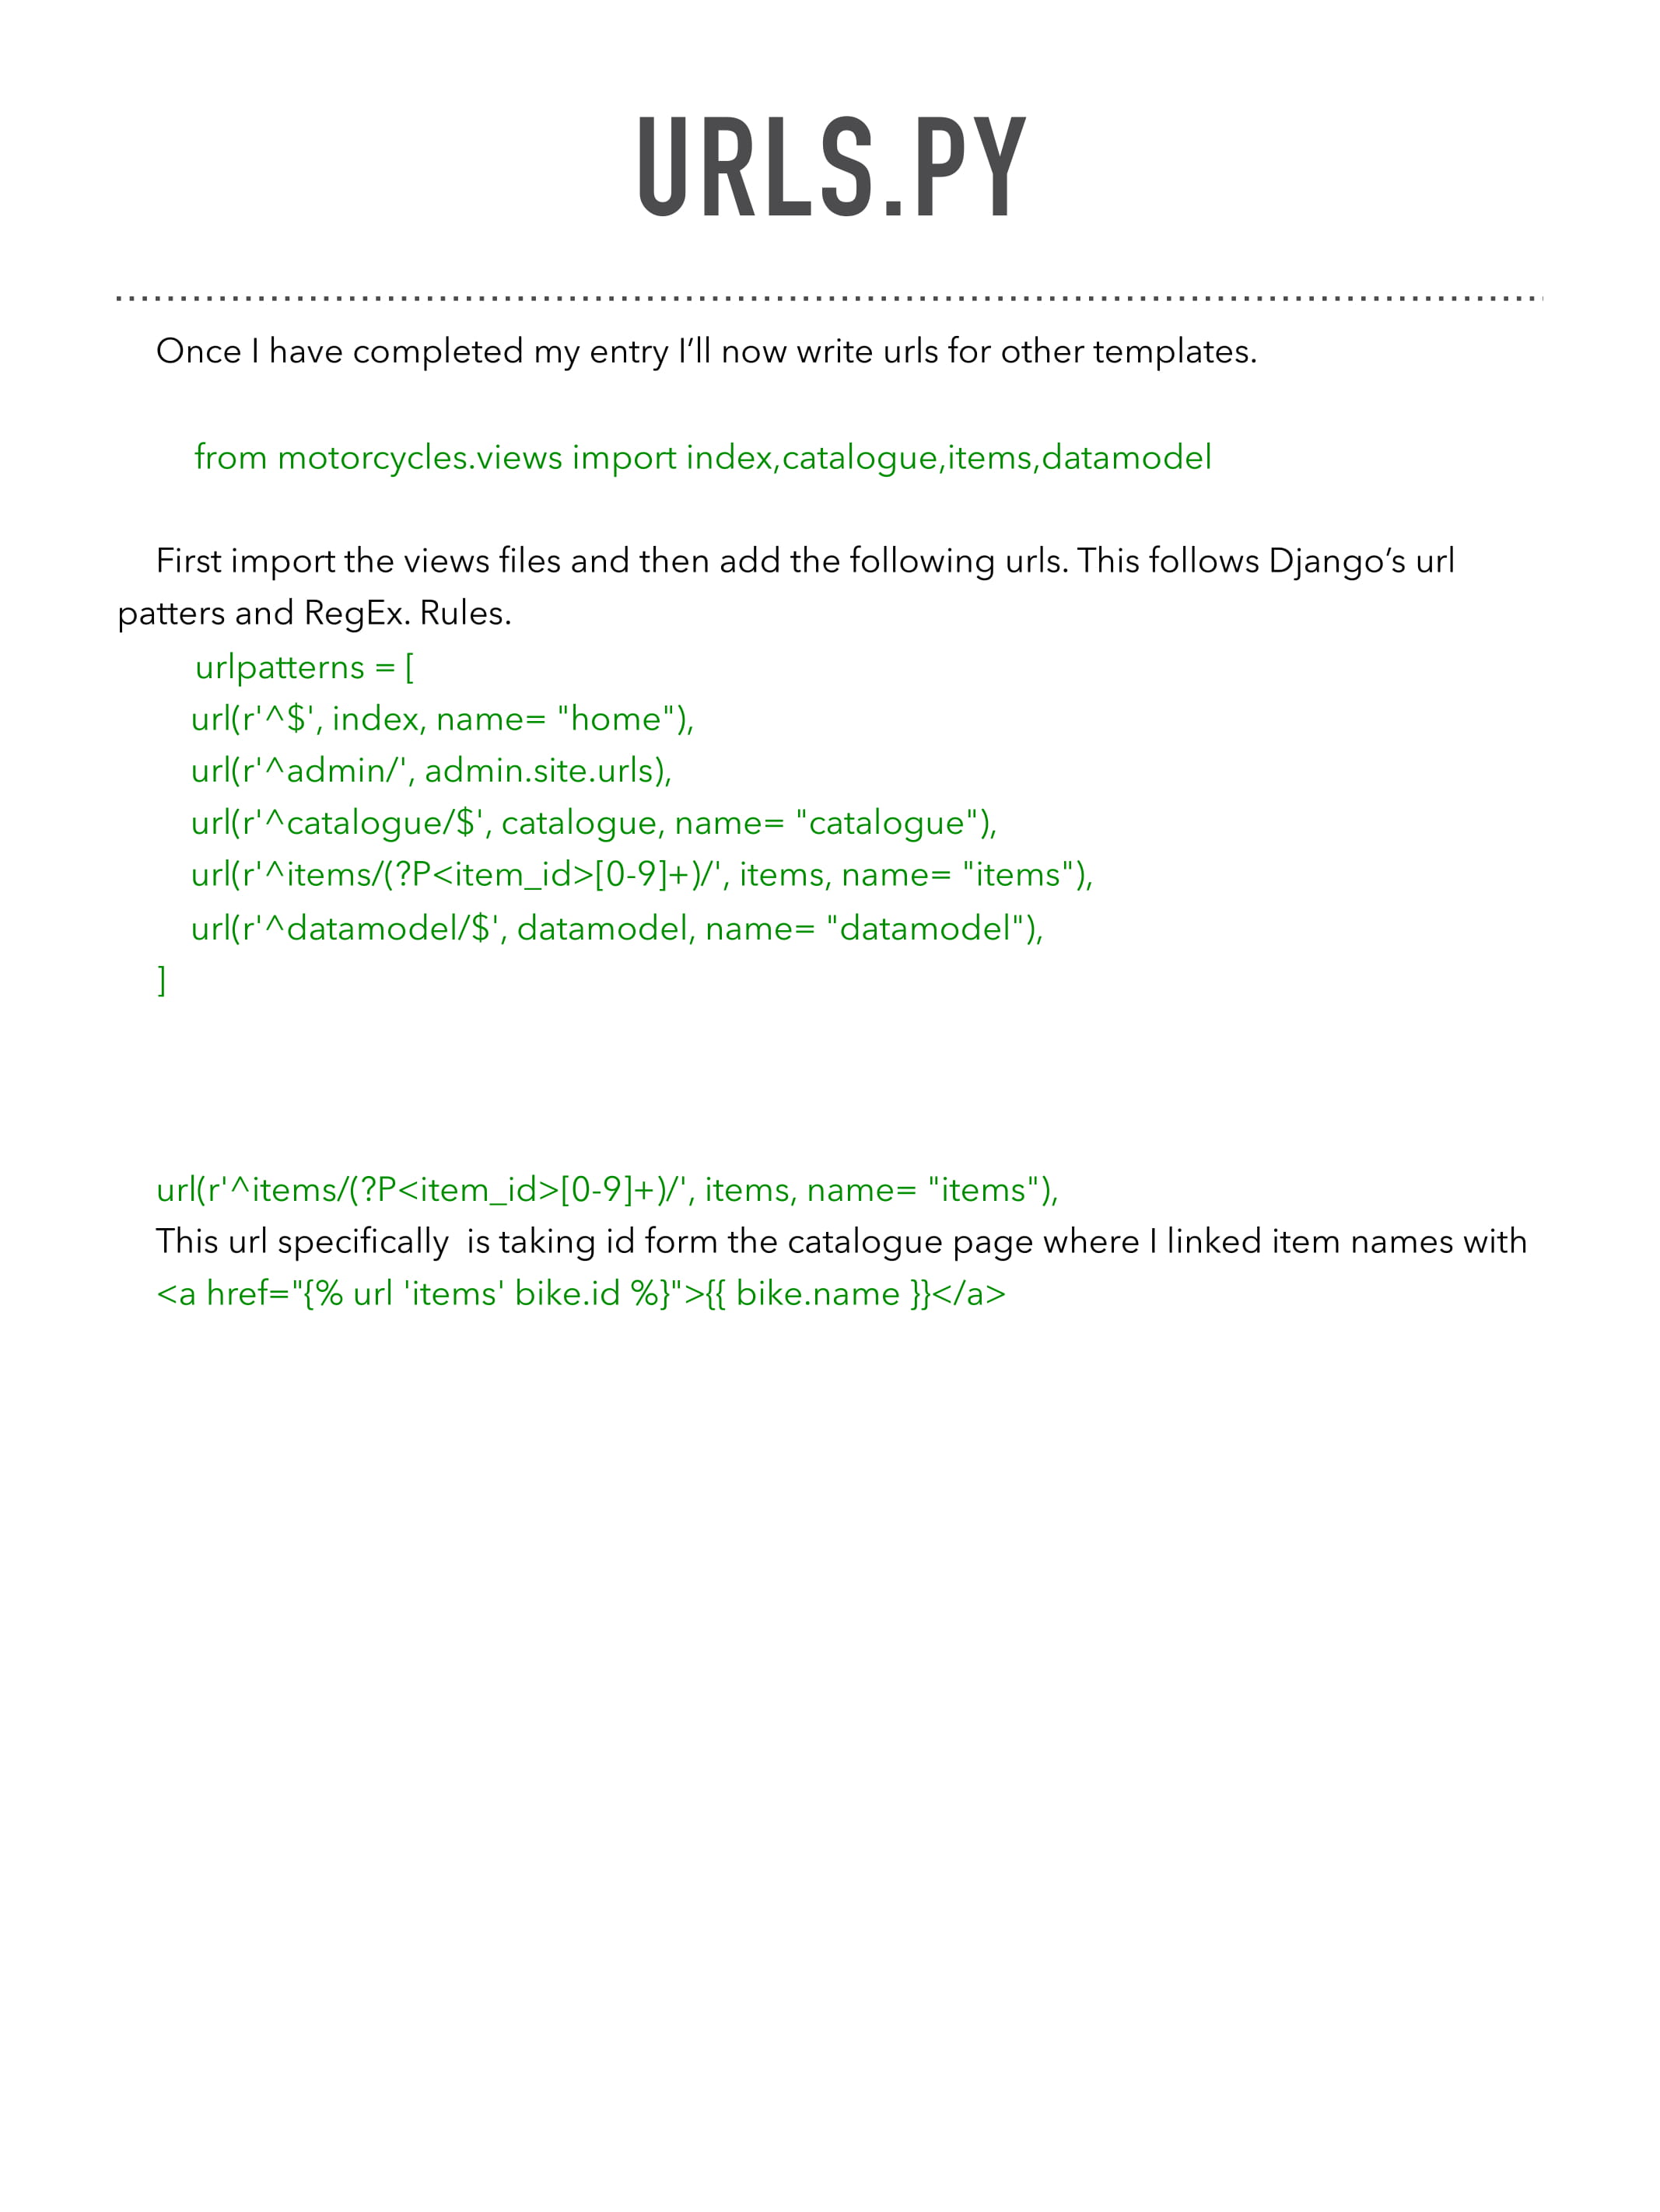 URLS.PY
Once I have completed my entry I’ll now write urls for other templates.
from motorcycles.views import index,catalogue,items,datamodel
First import the views files and then add the following urls. This follows Django’s url
patters and RegEx. Rules.
urlpatterns = [
url(r'^$', index, name= "home"),
url(r'^admin/', admin.site.urls),
url(r'^catalogue/$', catalogue, name= "catalogue"),
url(r'^items/(?P<item_id>[0-9]+)/', items, name= "items"),
url(r'^datamodel/$', datamodel, name= "datamodel"),
]
url(r'^items/(?P<item_id>[0-9]+)/', items, name= "items"),
This url specifically  is taking id form the catalogue page where I linked item names with
<a href="{% url 'items' bike.id %}">{{ bike.name }}</a>